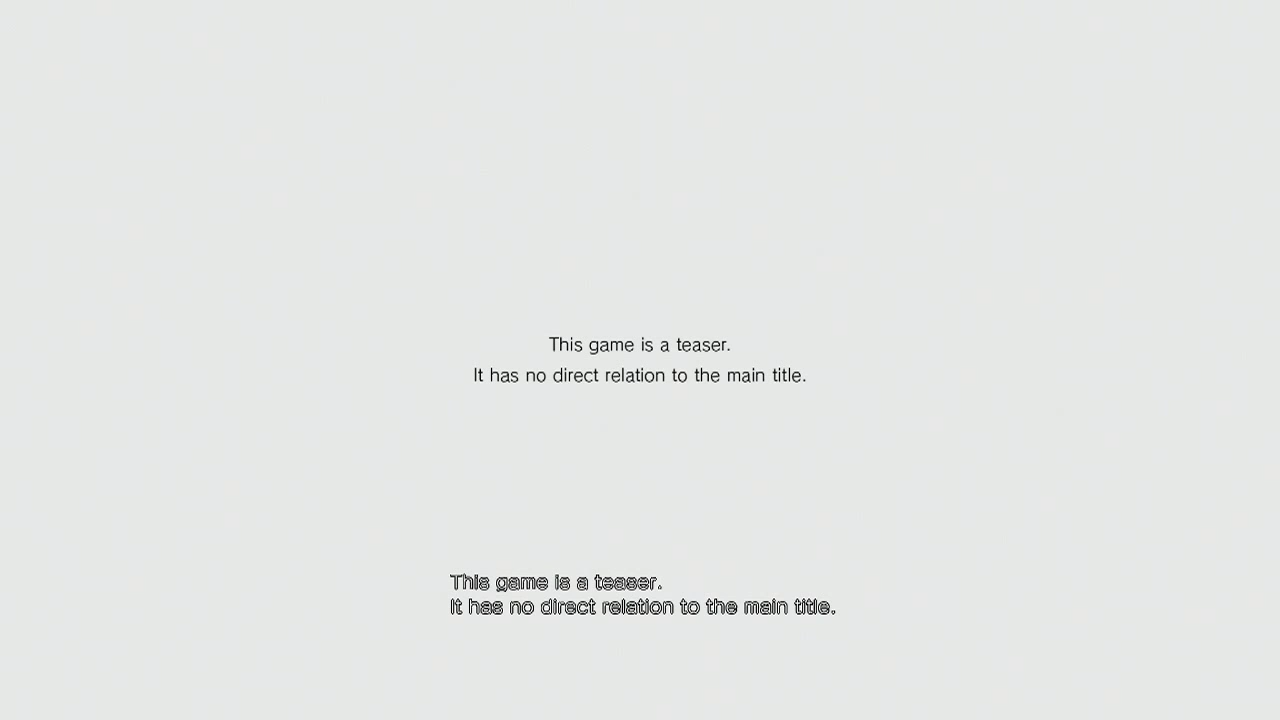 This game is a teaser.
It has no direct relation to the main title.
This game is a teaser.
It has no direct relation to the main title.